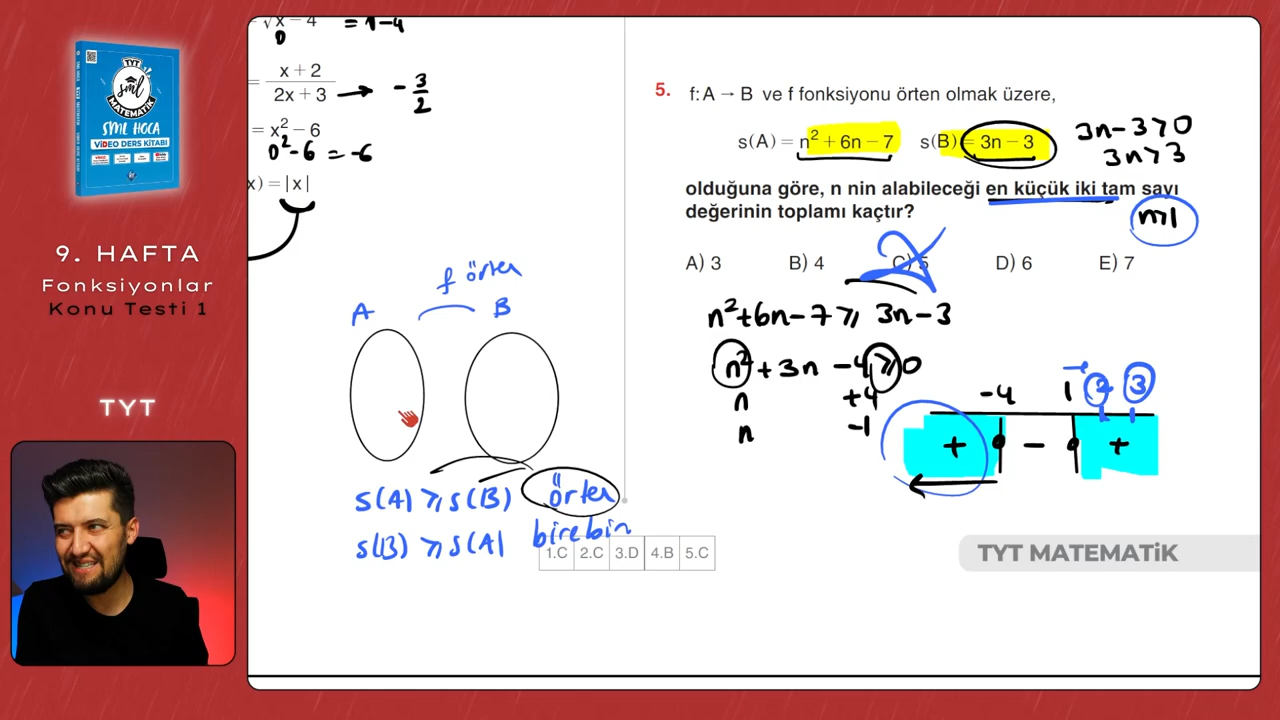 TYT
sml
MATEMATİK
SML HOCA
VİDEO DERS KİTABI
9. HAFTA
Fonksiyonlar
Konu Testi 1
TYT
√x − 4 = 1-4
0
= x + 2 / 2x + 3 → - 3/2
= x² − 6
0²-6 = -6
x) = |x|
5. f: A → B ve f fonksiyonu örten olmak üzere,
s(A) = n² + 6n − 7 s(B) = 3n − 3
3n-3>0
3n>3
n>1
olduğuna göre, n nin alabileceği en küçük iki tam sayı
değerinin toplamı kaçtır?
A) 3 B) 4 C) 5 D) 6 E) 7
f örten
A B
s(A) ⩾ s(B) örten
s(B) ⩾ s(A) birebir
n²+6n-7 ⩾ 3n-3
n²+3n-4 ⩾ 0
n +4
n -1
-4 1 2 3
+ - +
1.C 2.C 3.D 4.B 5.C
TYT MATEMATİK